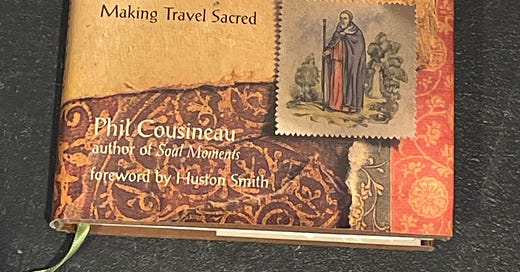 Making Travel Sacred
Phil Cousineau
author of Soul Moments
foreword by Huston Smith